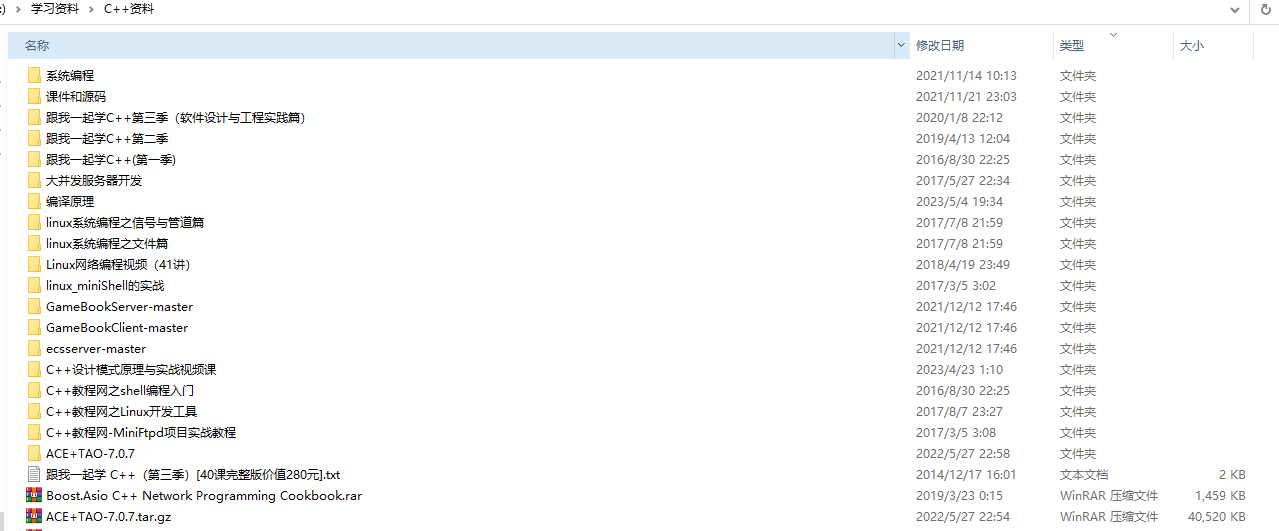 :) › 学习资料 › C++资料
名称 修改日期 类型 大小
系统编程 2021/11/14 10:13 文件夹
课件和源码 2021/11/21 23:03 文件夹
跟我一起学C++第三季（软件设计与工程实践篇） 2020/1/8 22:12 文件夹
跟我一起学C++第二季 2019/4/13 12:04 文件夹
跟我一起学C++(第一季) 2016/8/30 22:25 文件夹
大并发服务器开发 2017/5/27 22:34 文件夹
编译原理 2023/5/4 19:34 文件夹
linux系统编程之信号与管道篇 2017/7/8 21:59 文件夹
linux系统编程之文件篇 2017/7/8 21:59 文件夹
Linux网络编程视频（41讲） 2018/4/19 23:49 文件夹
linux_miniShell的实战 2017/3/5 3:02 文件夹
GameBookServer-master 2021/12/12 17:46 文件夹
GameBookClient-master 2021/12/12 17:46 文件夹
ecsserver-master 2021/12/12 17:46 文件夹
C++设计模式原理与实战视频课 2023/4/23 1:10 文件夹
C++教程网之shell编程入门 2016/8/30 22:25 文件夹
C++教程网之Linux开发工具 2017/8/7 23:27 文件夹
C++教程网-MiniFtpd项目实战教程 2017/3/5 3:08 文件夹
ACE+TAO-7.0.7 2022/5/27 22:58 文件夹
跟我一起学 C++（第三季）[40课完整版价值280元].txt 2014/12/17 16:01 文本文档 2 KB
Boost.Asio C++ Network Programming Cookbook.rar 2019/3/23 0:15 WinRAR 压缩文件 1,459 KB
ACE+TAO-7.0.7.tar.gz 2022/5/27 22:54 WinRAR 压缩文件 40,520 KB